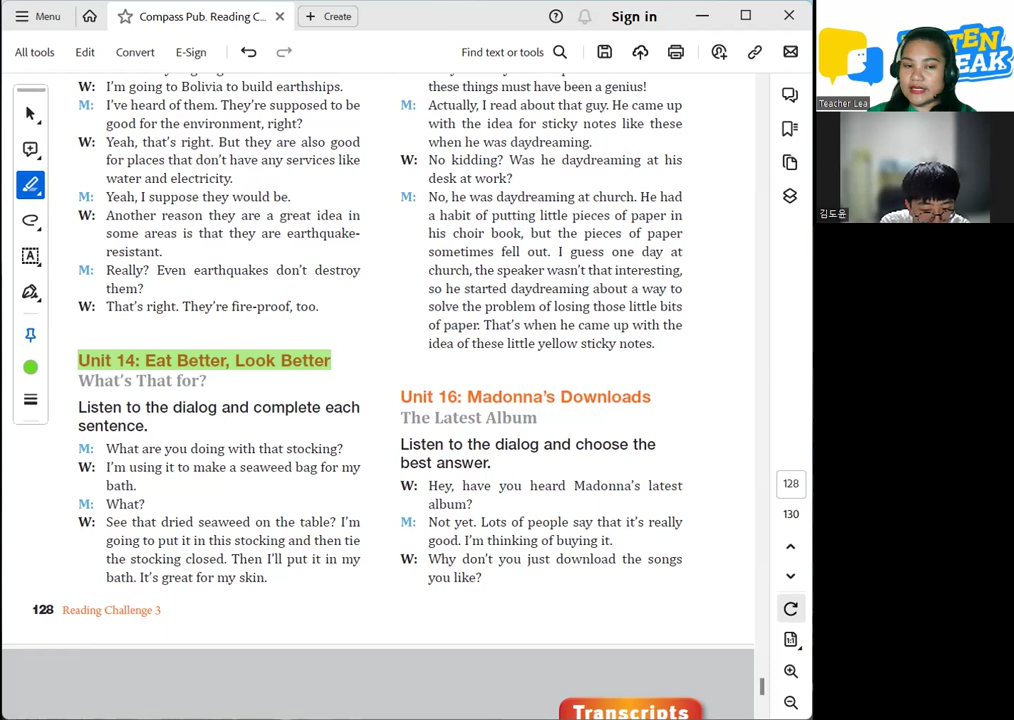 Menu
Compass Pub. Reading C...
Create
Sign in
All tools
Edit
Convert
E-Sign
Find text or tools
W: I'm going to Bolivia to build earthships.
M: I've heard of them. They're supposed to
good for the environment, right?
W: Yeah, that's right. But they are also good
for places that don't have any services like
water and electricity.
M: Yeah, I suppose they would be.
W: Another reason they are a great idea in
some areas is that they are earthquake-
resistant.
M: Really? Even earthquakes don't destroy
them?
W: That's right. They're fire-proof, too.
Unit 14: Eat Better, Look Better
What's That for?
Listen to the dialog and complete each
sentence.
M: What are you doing with that stocking?
W: I'm using it to make a seaweed bag for my
bath.
M: What?
W: See that dried seaweed on the table? I'm
going to put it in this stocking and then tie
the stocking closed. Then I'll put it in my
bath. It's great for my skin.
128 Reading Challenge 3
these things must have been a genius!
M: Actually, I read about that guy. He came up
with the idea for sticky notes like these
when he was daydreaming.
W: No kidding? Was he daydreaming at his
desk at work?
M: No, he was daydreaming at church. He had
a habit of putting little pieces of paper in
his choir book, but the pieces of paper
sometimes fell out. I guess one day at
church, the speaker wasn't that interesting,
so he started daydreaming about a way to
solve the problem of losing those little bits
of paper. That's when he came up with the
idea of these little yellow sticky notes.
Unit 16: Madonna's Downloads
The Latest Album
Listen to the dialog and choose the
best answer.
W: Hey, have you heard Madonna's latest
album?
M: Not yet. Lots of people say that it's really
good. I'm thinking of buying it.
W: Why don't you just download the songs
you like?
Transcripts
128
130
Teacher Lea
김도윤